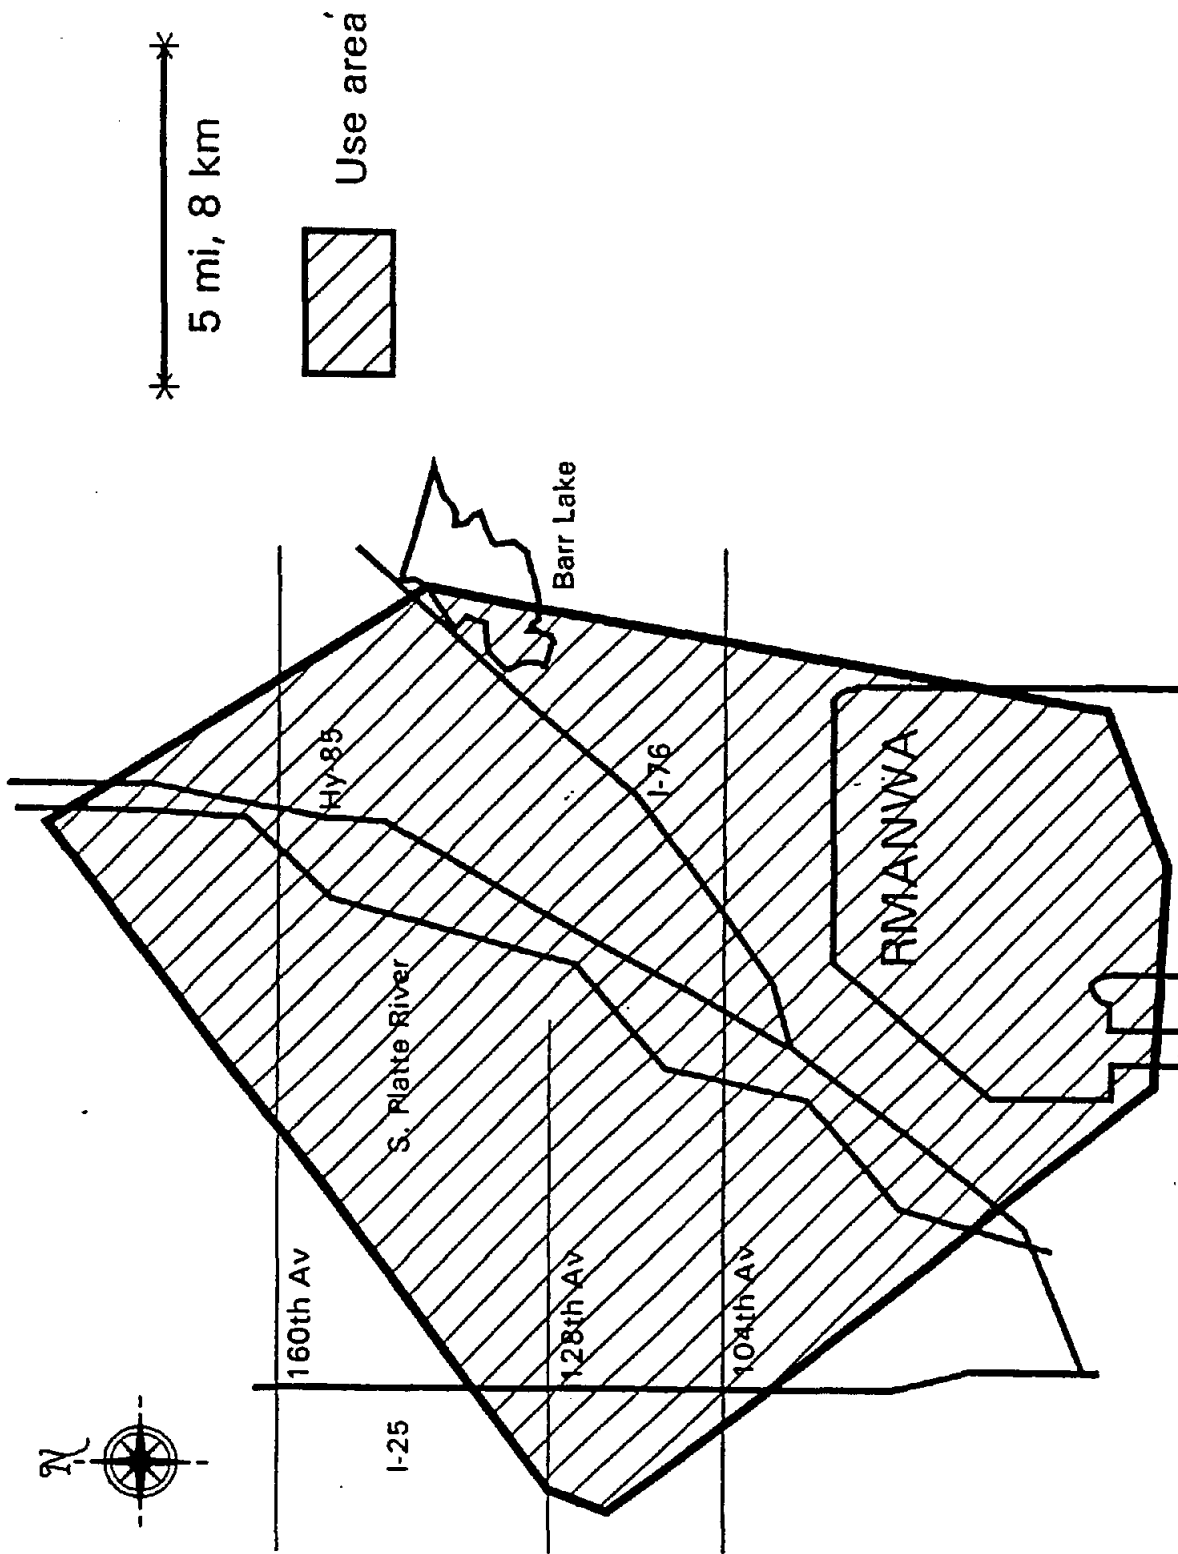 N
5 mi, 8 km
Use area
160th Av
Hy 85
Barr Lake
I-25
S. Platte River
128th Av
I-76
104th Av
RMANWA